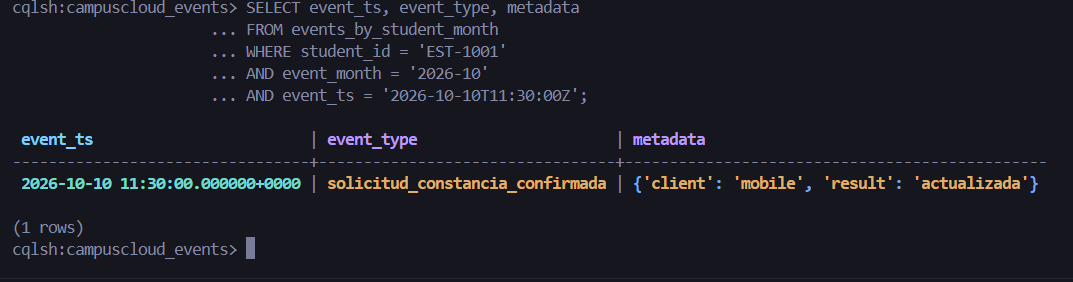 cqlsh:campuscloud_events> SELECT event_ts, event_type, metadata
... FROM events_by_student_month
... WHERE student_id = 'EST-1001'
... AND event_month = '2026-10'
... AND event_ts = '2026-10-10T11:30:00Z';
event_ts | event_type | metadata
---------------------------------+---------------------------------+----------------------------------------------
2026-10-10 11:30:00.000000+0000 | solicitud_constancia_confirmada | {'client': 'mobile', 'result': 'actualizada'}
(1 rows)
cqlsh:campuscloud_events>